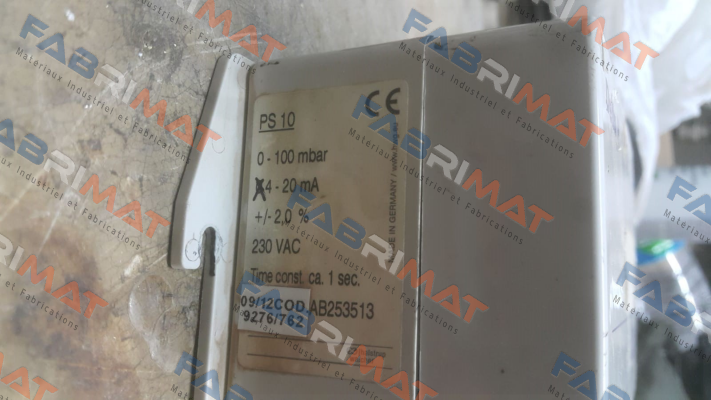 PS 10
CE
0 - 100 mbar
4 - 20 mA
+/- 2,0 %
230 VAC
Time const. ca. 1 sec.
09/12COD AB253513
9276/762
IN GERMANY
FABRIMAT
Materiaux Industriel et Fabrications